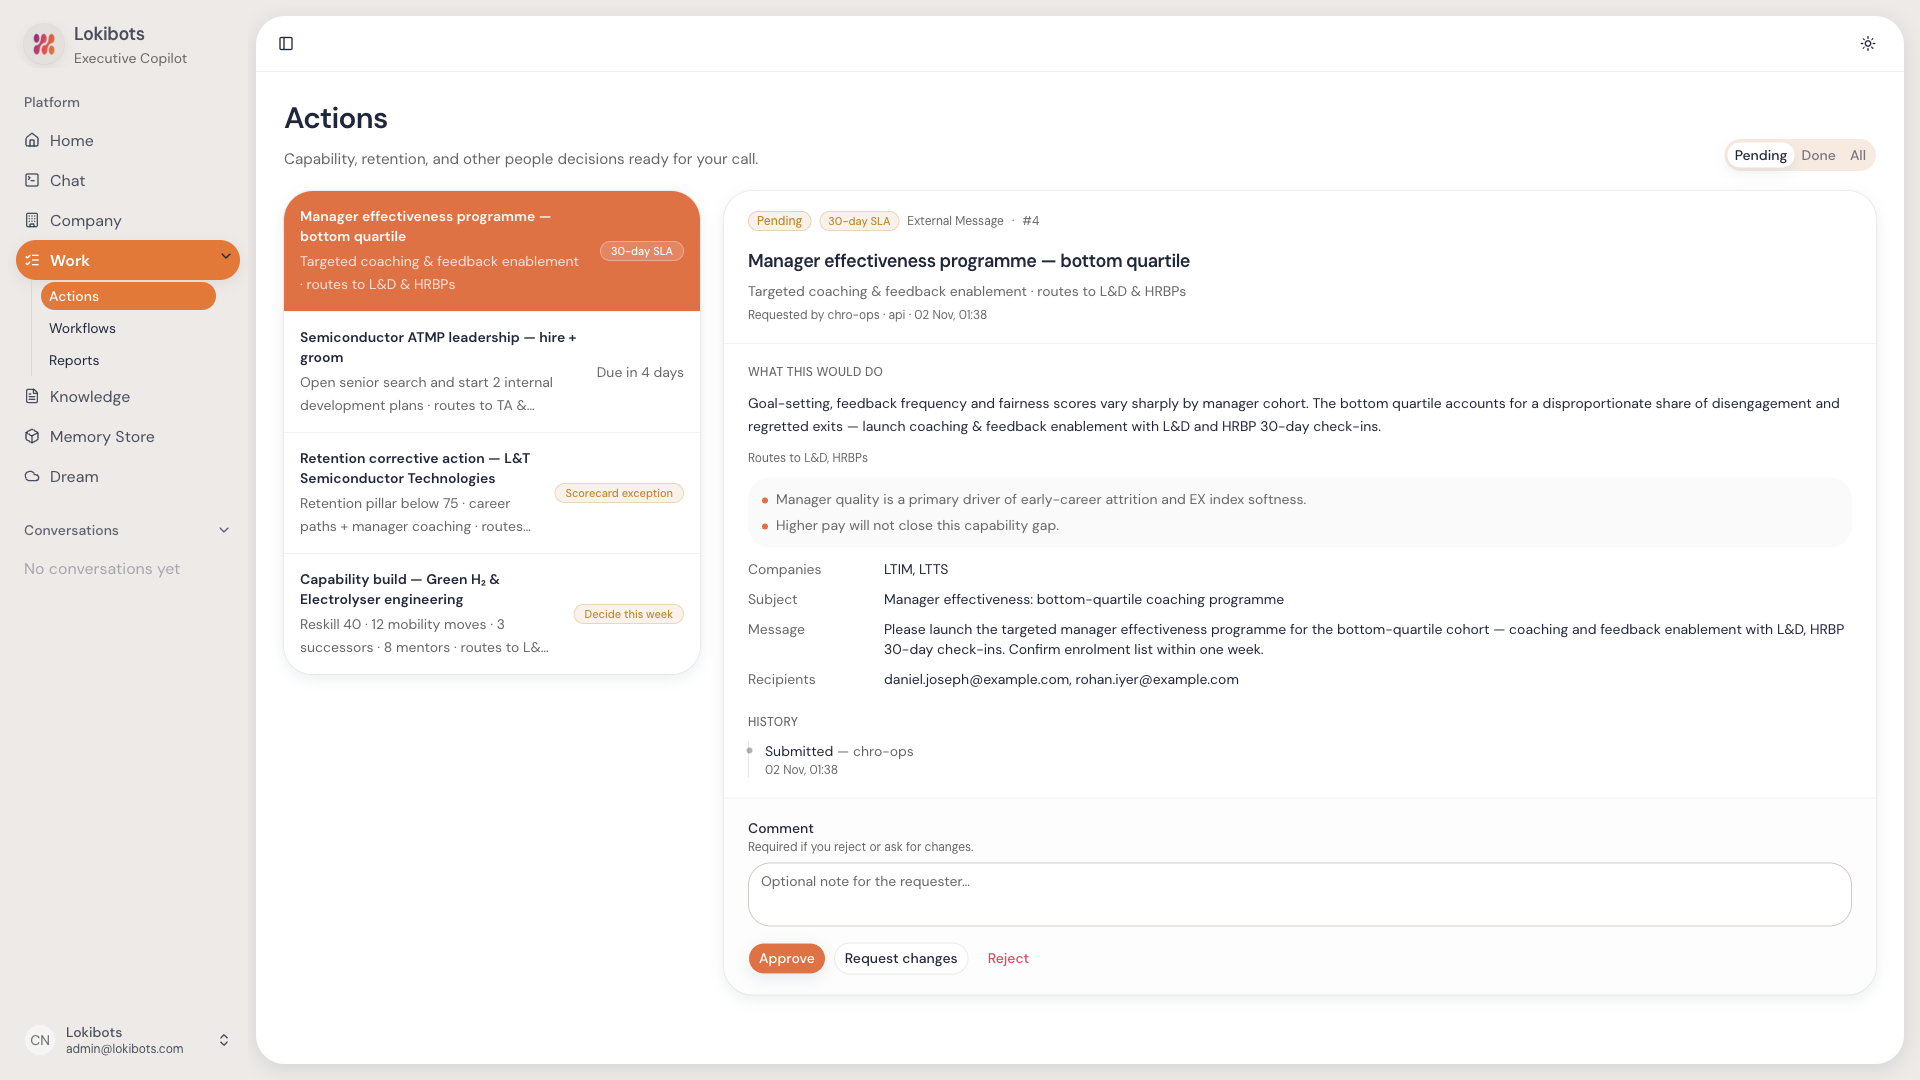 Lokibots
Executive Copilot
Platform
Home
Chat
Company
Work
Actions
Workflows
Reports
Knowledge
Memory Store
Dream
Conversations
No conversations yet
CN
Lokibots
admin@lokibots.com
Actions
Capability, retention, and other people decisions ready for your call.
Pending
Done
All
Manager effectiveness programme —
bottom quartile
Targeted coaching & feedback enablement
· routes to L&D & HRBPs
30-day SLA
Semiconductor ATMP leadership — hire +
groom
Open senior search and start 2 internal
development plans · routes to TA &...
Due in 4 days
Retention corrective action — L&T
Semiconductor Technologies
Retention pillar below 75 · career
paths + manager coaching · routes...
Scorecard exception
Capability build — Green H₂ &
Electrolyser engineering
Reskill 40 · 12 mobility moves · 3
successors · 8 mentors · routes to L&...
Decide this week
Pending
30-day SLA
External Message · #4
Manager effectiveness programme — bottom quartile
Targeted coaching & feedback enablement · routes to L&D & HRBPs
Requested by chro-ops · api · 02 Nov, 01:38
WHAT THIS WOULD DO
Goal-setting, feedback frequency and fairness scores vary sharply by manager cohort. The bottom quartile accounts for a disproportionate share of disengagement and
regretted exits — launch coaching & feedback enablement with L&D and HRBP 30-day check-ins.
Routes to L&D, HRBPs
Manager quality is a primary driver of early-career attrition and EX index softness.
Higher pay will not close this capability gap.
Companies LTIM, LTTS
Subject Manager effectiveness: bottom-quartile coaching programme
Message Please launch the targeted manager effectiveness programme for the bottom-quartile cohort — coaching and feedback enablement with L&D, HRBP
30-day check-ins. Confirm enrolment list within one week.
Recipients daniel.joseph@example.com, rohan.iyer@example.com
HISTORY
Submitted — chro-ops
02 Nov, 01:38
Comment
Required if you reject or ask for changes.
Optional note for the requester...
Approve
Request changes
Reject